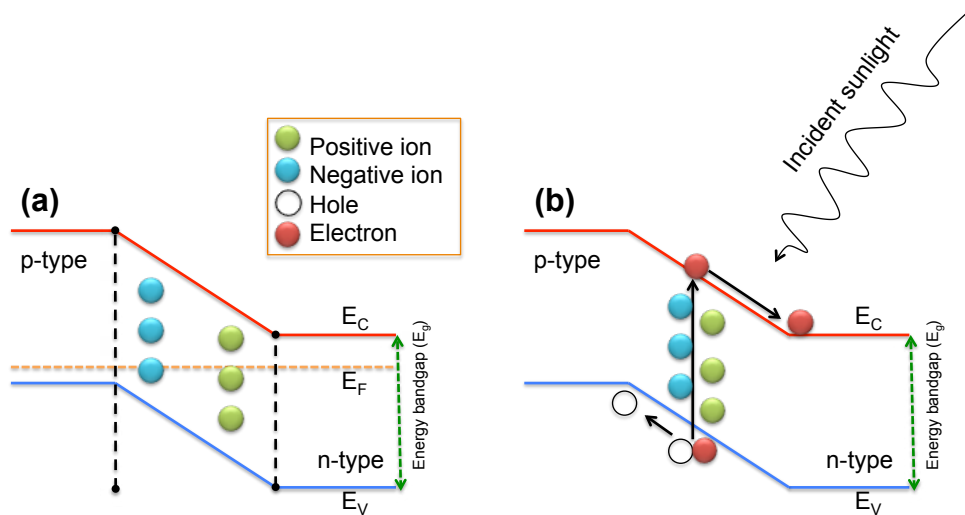 Incident sunlight
Positive ion
Negative ion
Hole
Electron
(a)
p-type
E_C
E_F
n-type
E_V
Energy bandgap (E_g)
(b)
p-type
E_C
n-type
E_V
Energy bandgap (E_g)